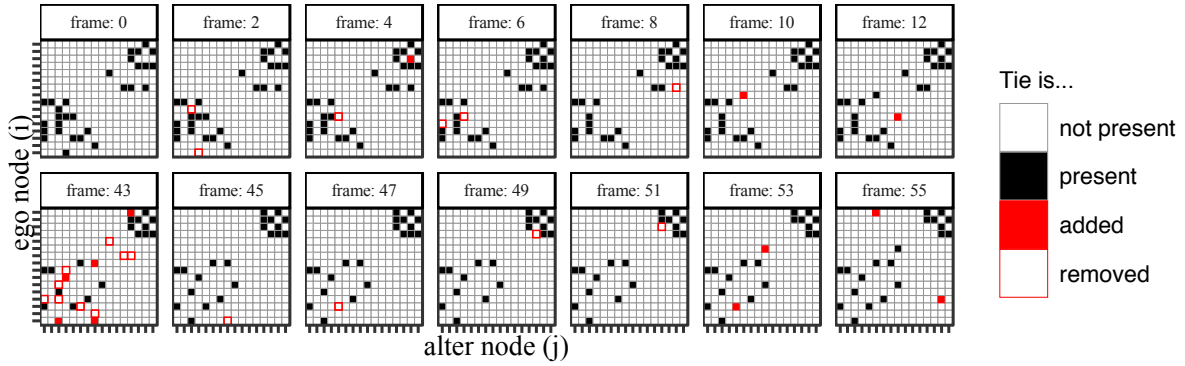 frame: 0
frame: 2
frame: 4
frame: 6
frame: 8
frame: 10
frame: 12
frame: 43
frame: 45
frame: 47
frame: 49
frame: 51
frame: 53
frame: 55
ego node (i)
alter node (j)
Tie is...
not present
present
added
removed